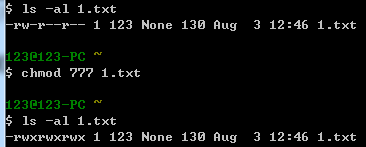 $ ls -al 1.txt
-rw-r--r-- 1 123 None 130 Aug  3 12:46 1.txt
123@123-PC ~
$ chmod 777 1.txt
123@123-PC ~
$ ls -al 1.txt
-rwxrwxrwx 1 123 None 130 Aug  3 12:46 1.txt